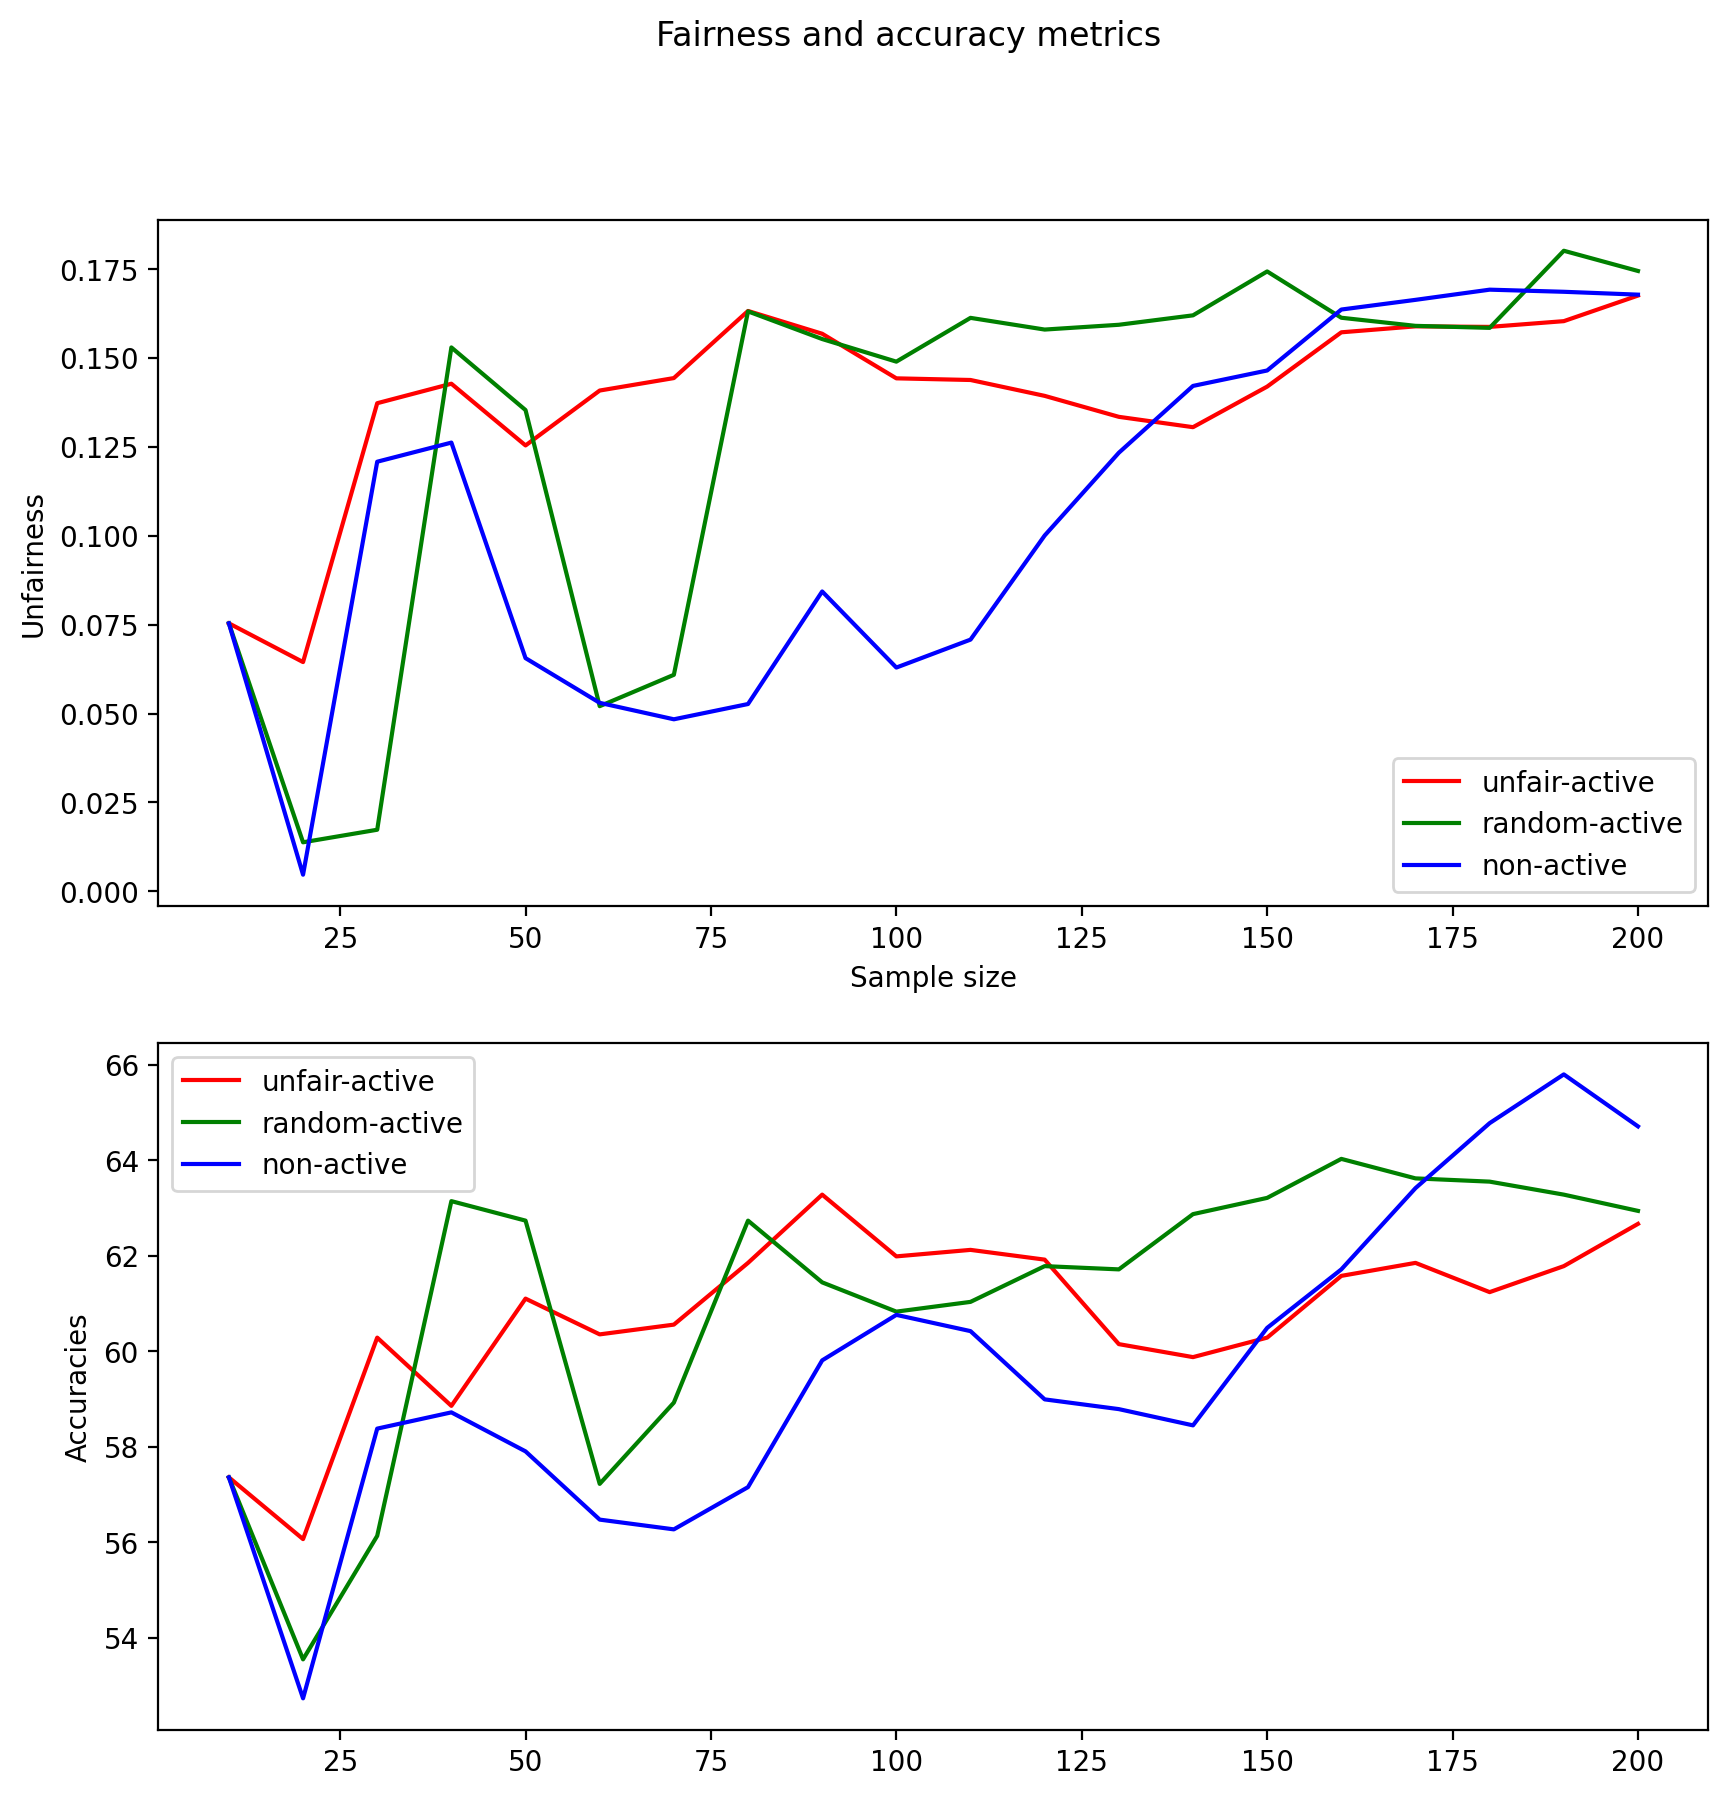 Fairness and accuracy metrics
0.175
0.150
0.125
0.100
0.075
0.050
0.025
0.000
Unfairness
unfair-active
random-active
non-active
25 50 75 100 125 150 175 200
Sample size
66
64
62
60
58
56
54
Accuracies
unfair-active
random-active
non-active
25 50 75 100 125 150 175 200